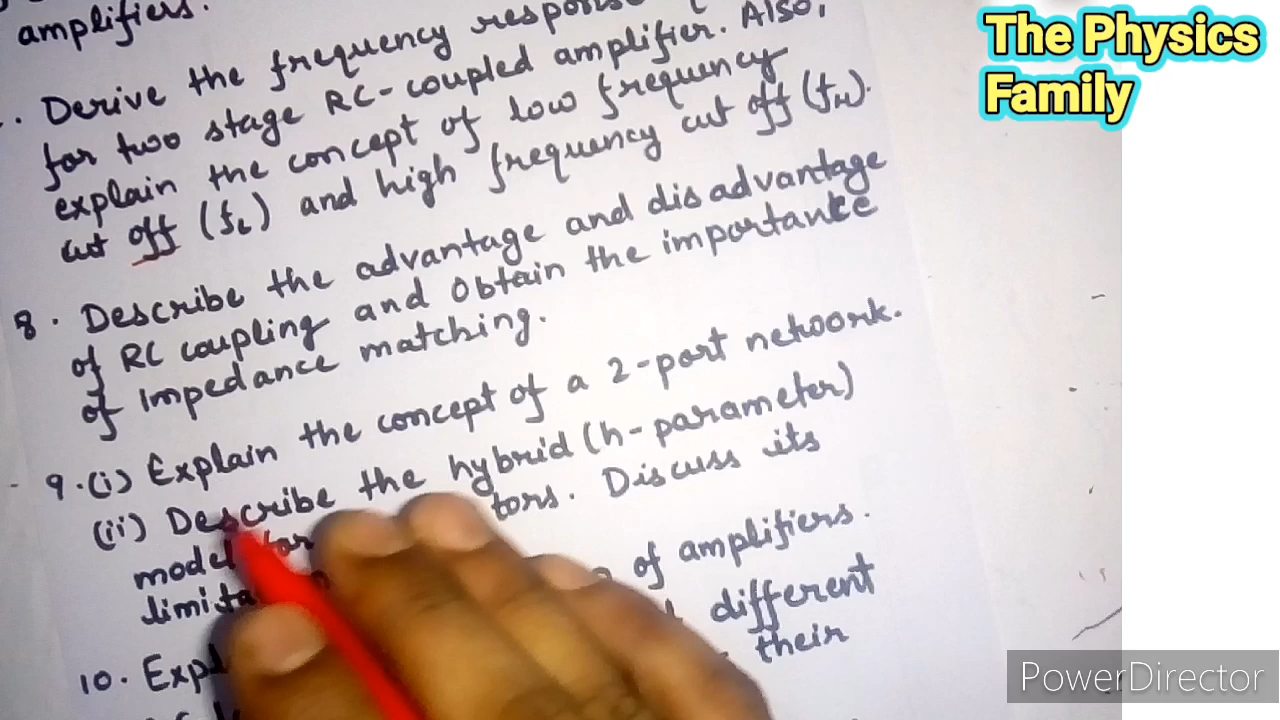 amplifiers.
Derive the frequency response
for two stage RC-coupled amplifier. Also,
explain the concept of low frequency
cut off (fL) and high frequency cut off (fH).
8. Describe the advantage and disadvantage
of RC coupling and Obtain the importance
of impedance matching.
9.(i) Explain the concept of a 2-port network.
(ii) Describe the hybrid (h-parameter)
model tors. Discuss its
of amplifiers.
10. different
their
The Physics
Family
PowerDirector